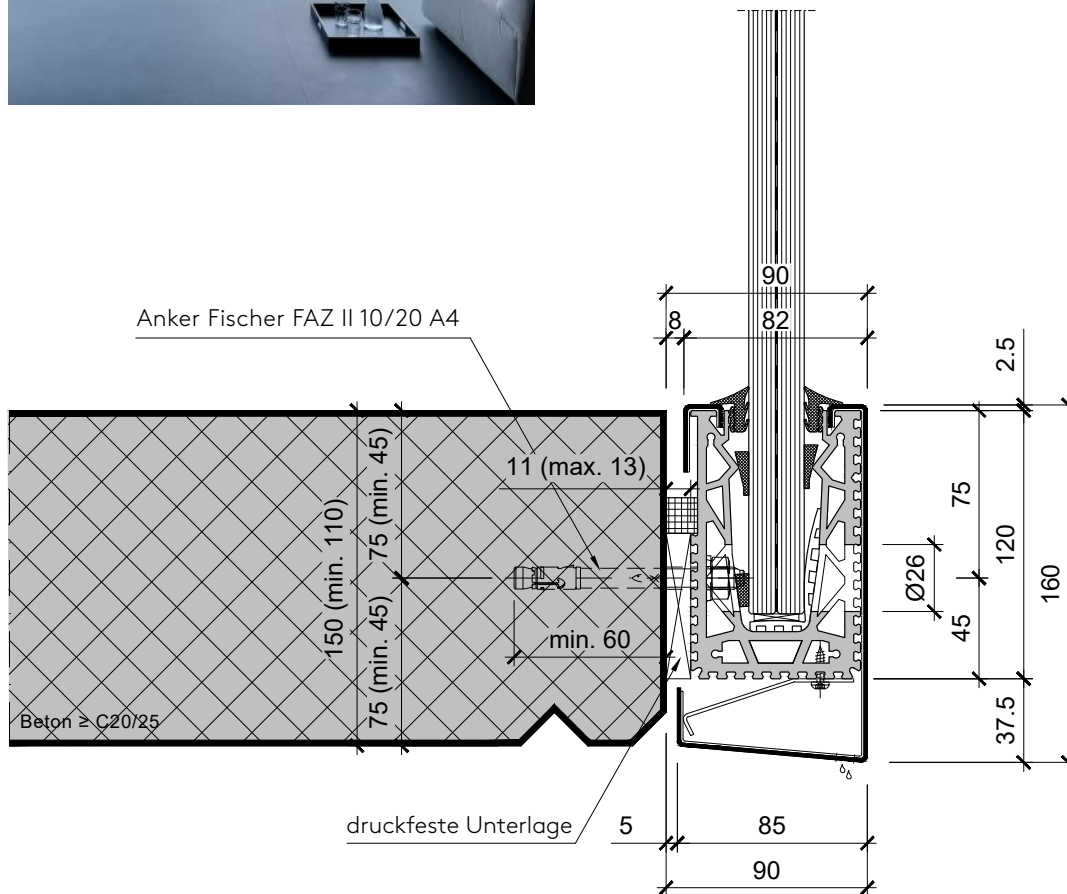 90
8
82
2.5
Anker Fischer FAZ II 10/20 A4
11 (max. 13)
75 (min. 45)
150 (min. 110)
75 (min. 45)
min. 60
Ø26
75
45
120
160
37.5
Beton ≥ C20/25
druckfeste Unterlage
5
85
90